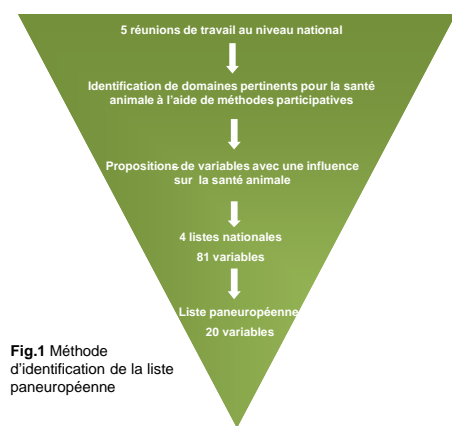 5 réunions de travail au niveau national
Identification de domaines pertinents pour la santé
animale à l'aide de méthodes participatives
Propositions de variables avec une influence
sur la santé animale
4 listes nationales
81 variables
Liste paneuropéenne
20 variables
Fig.1 Méthode
d'identification de la liste
paneuropéenne